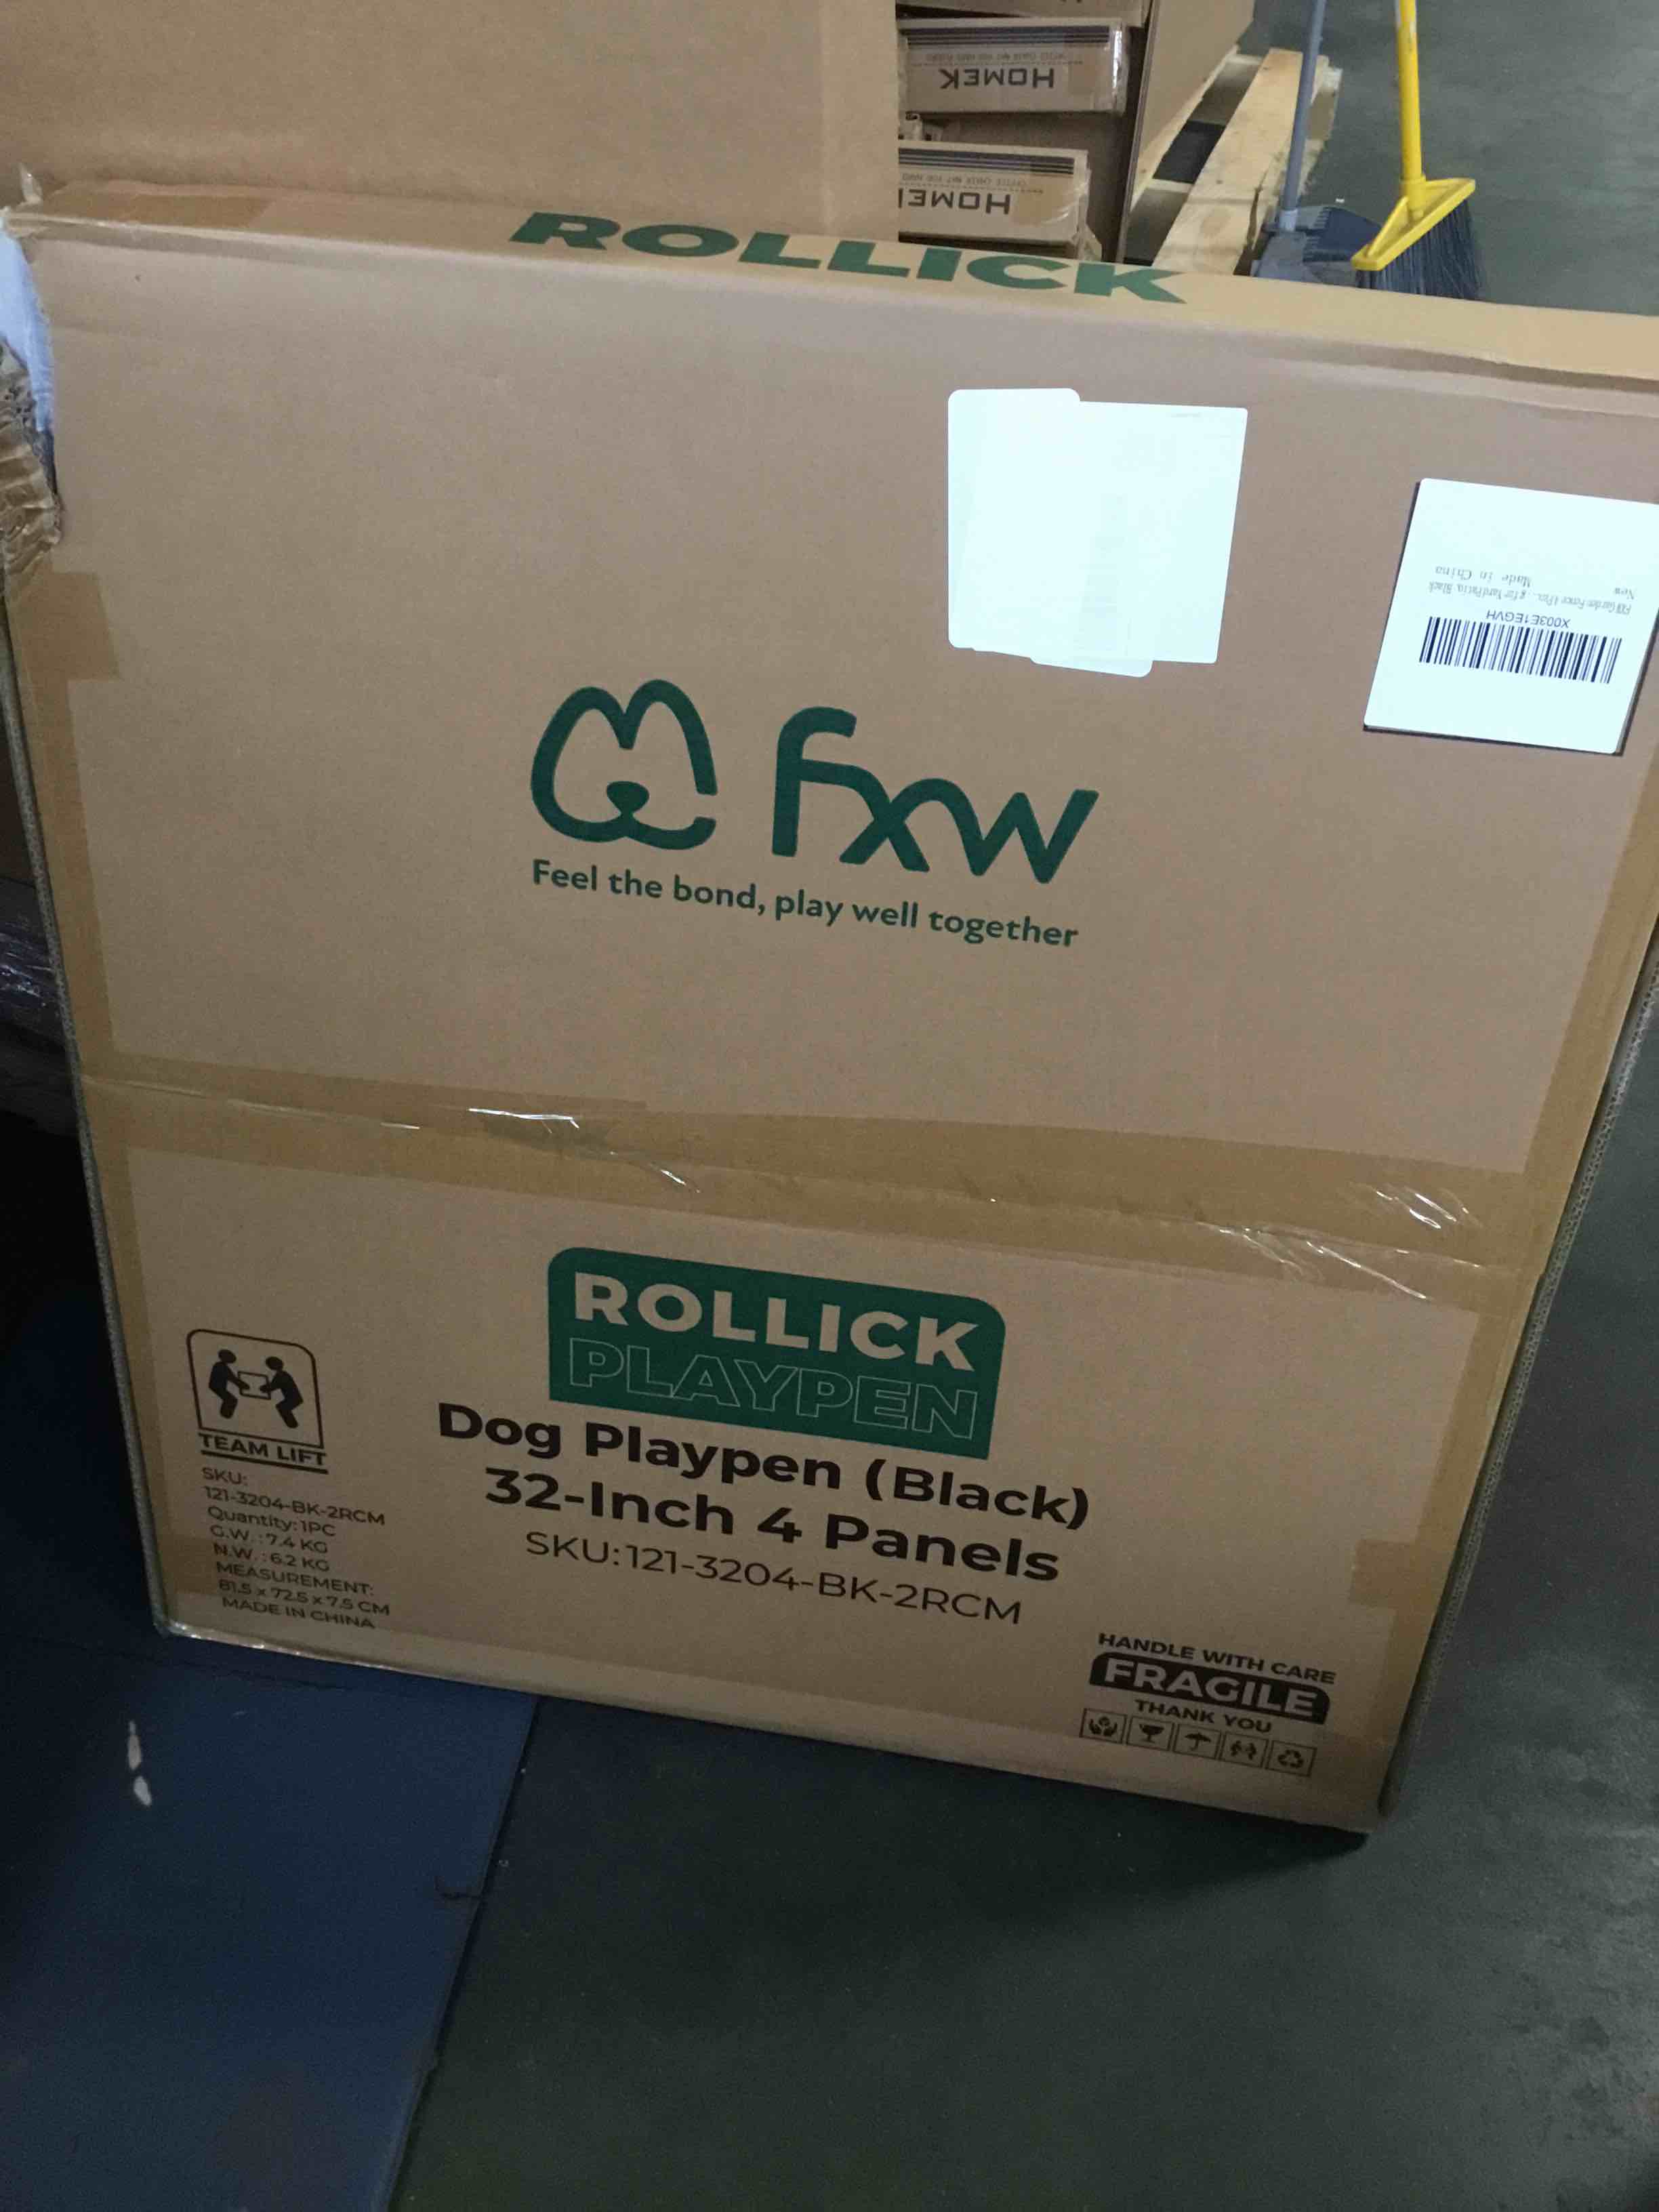 HOMEK
HOMEK
ROLLICK
New
Made in China
X003E1EGVH
fxw
Feel the bond, play well together
ROLLICK
PLAYPEN
Dog Playpen (Black)
32-Inch 4 Panels
SKU:121-3204-BK-2RCM
TEAM LIFT
SKU:
121-3204-BK-2RCM
Quantity:1PC
G.W.:7.4 KG
N.W.:6.2 KG
MEASUREMENT:
81.5 x 72.5 x 7.5 CM
MADE IN CHINA
HANDLE WITH CARE
FRAGILE
THANK YOU